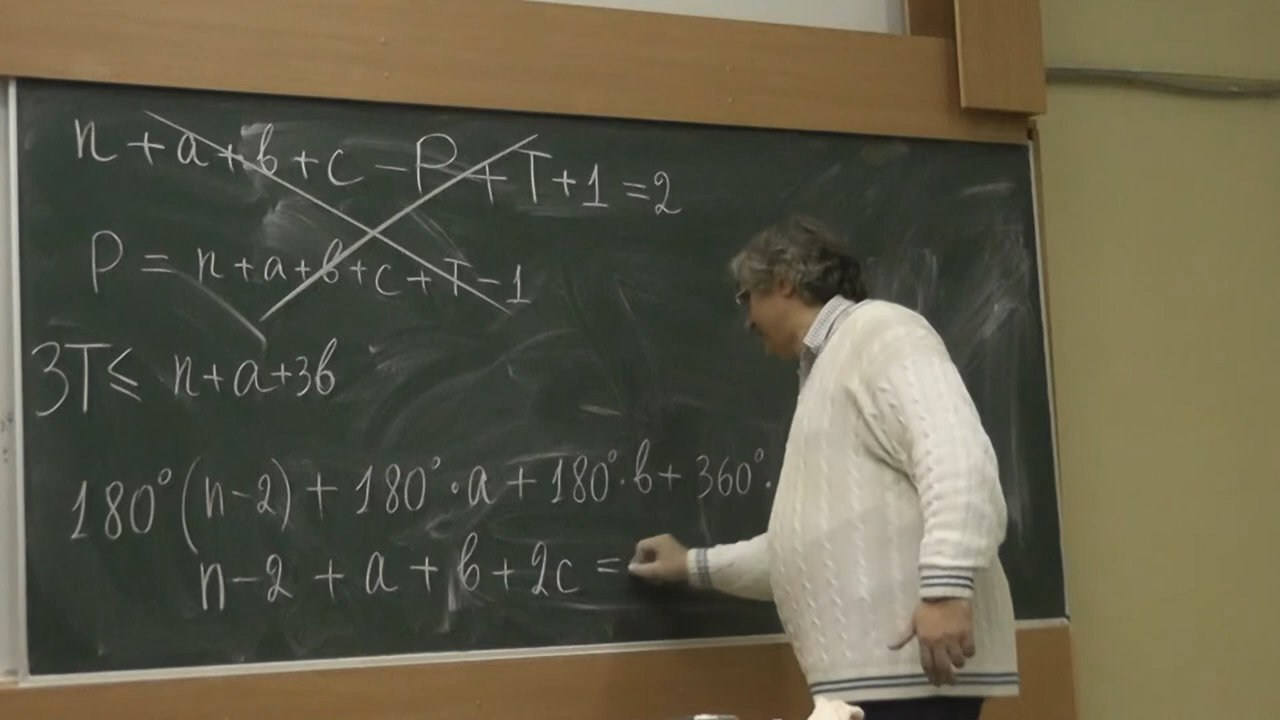 n + a + b + c − P + T + 1 = 2
P = n + a + b + c + T − 1
3T ⩽ n + a + 3b
180°(n−2) + 180°·a + 180°·b + 360°·
n−2 + a + b + 2c =